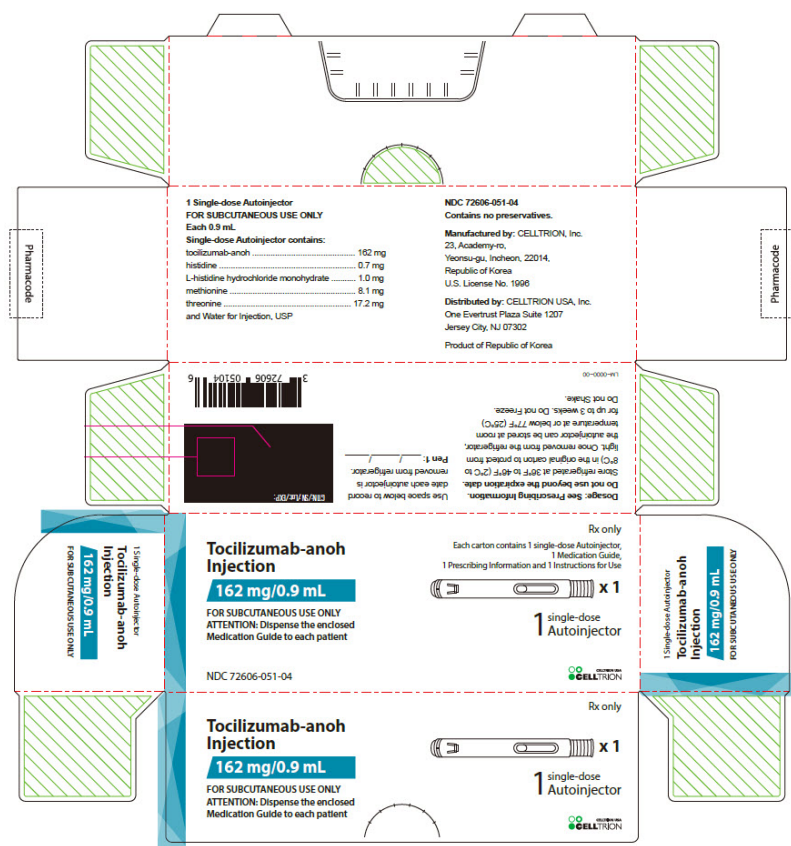 Pharmacode
1 Single-dose Autoinjector
FOR SUBCUTANEOUS USE ONLY
Each 0.9 mL
Single-dose Autoinjector contains:
tocilizumab-anoh ............................................ 162 mg
histidine .......................................................... 0.7 mg
L-histidine hydrochloride monohydrate ........... 1.0 mg
methionine ...................................................... 8.1 mg
threonine ....................................................... 17.2 mg
and Water for Injection, USP
NDC 72606-051-04
Contains no preservatives.
Manufactured by: CELLTRION, Inc.
23, Academy-ro,
Yeonsu-gu, Incheon, 22014,
Republic of Korea
U.S. License No. 1996
Distributed by: CELLTRION USA, Inc.
One Evertrust Plaza Suite 1207
Jersey City, NJ 07302
Product of Republic of Korea
Pharmacode
Dosage: See Prescribing Information.
Do not use beyond the expiration date.
Store refrigerated at 36°F to 46°F (2°C to
8°C) in the original carton to protect from
light. Once removed from the refrigerator,
the autoinjector can be stored at room
temperature at or below 77°F (25°C)
for up to 3 weeks. Do not Freeze.
Do not Shake.
LM-0000-00
Use space below to record
date each autoinjector is
removed from refrigerator.
Pen 1: ____/____/____
GTIN/SN/Lot/EXP:
3 72606 05104 6
1 Single-dose Autoinjector
Tocilizumab-anoh
Injection
162 mg/0.9 mL
FOR SUBCUTANEOUS USE ONLY
Tocilizumab-anoh
Injection
162 mg/0.9 mL
FOR SUBCUTANEOUS USE ONLY
ATTENTION: Dispense the enclosed
Medication Guide to each patient
NDC 72606-051-04
Rx only
Each carton contains 1 single-dose Autoinjector,
1 Medication Guide,
1 Prescribing Information and 1 Instructions for Use
x 1
1 single-dose
Autoinjector
CELLTRION USA
CELLTRION
1 Single-dose Autoinjector
Tocilizumab-anoh
Injection
162 mg/0.9 mL
FOR SUBCUTANEOUS USE ONLY
Tocilizumab-anoh
Injection
162 mg/0.9 mL
FOR SUBCUTANEOUS USE ONLY
ATTENTION: Dispense the enclosed
Medication Guide to each patient
Rx only
x 1
1 single-dose
Autoinjector
CELLTRION USA
CELLTRION